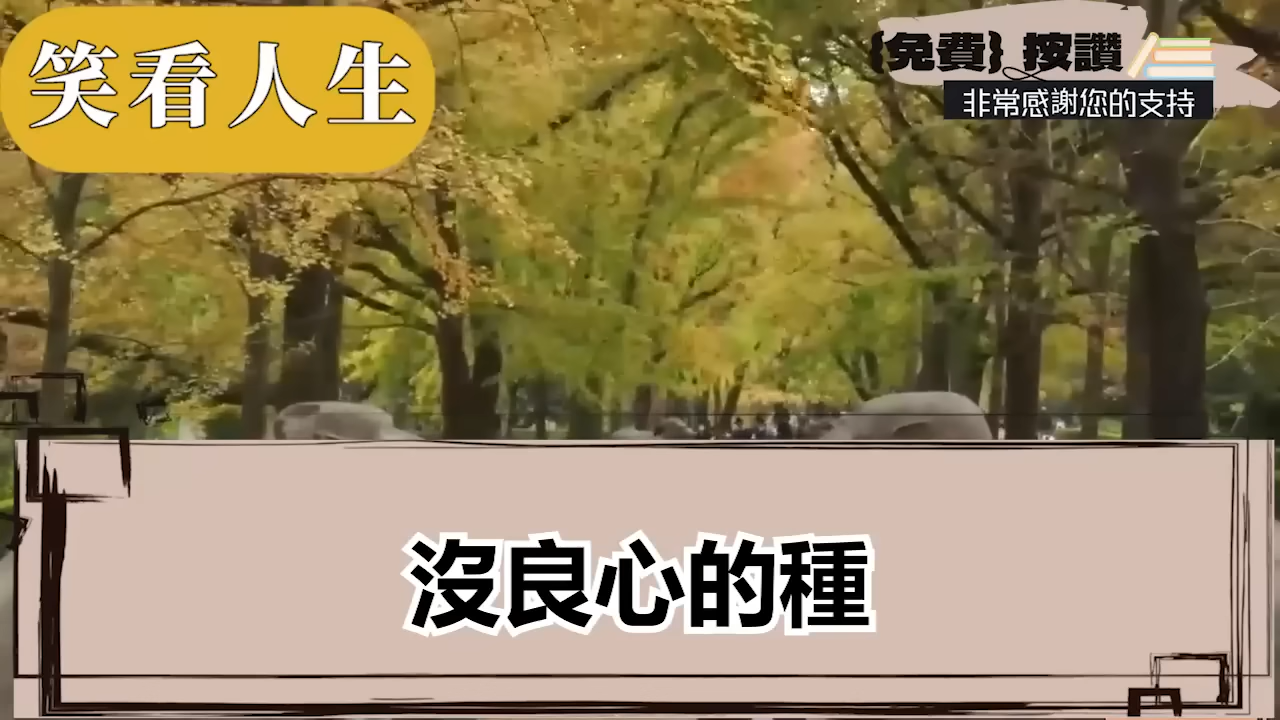 笑看人生
{免費} 按讚
非常感謝您的支持
沒良心的種